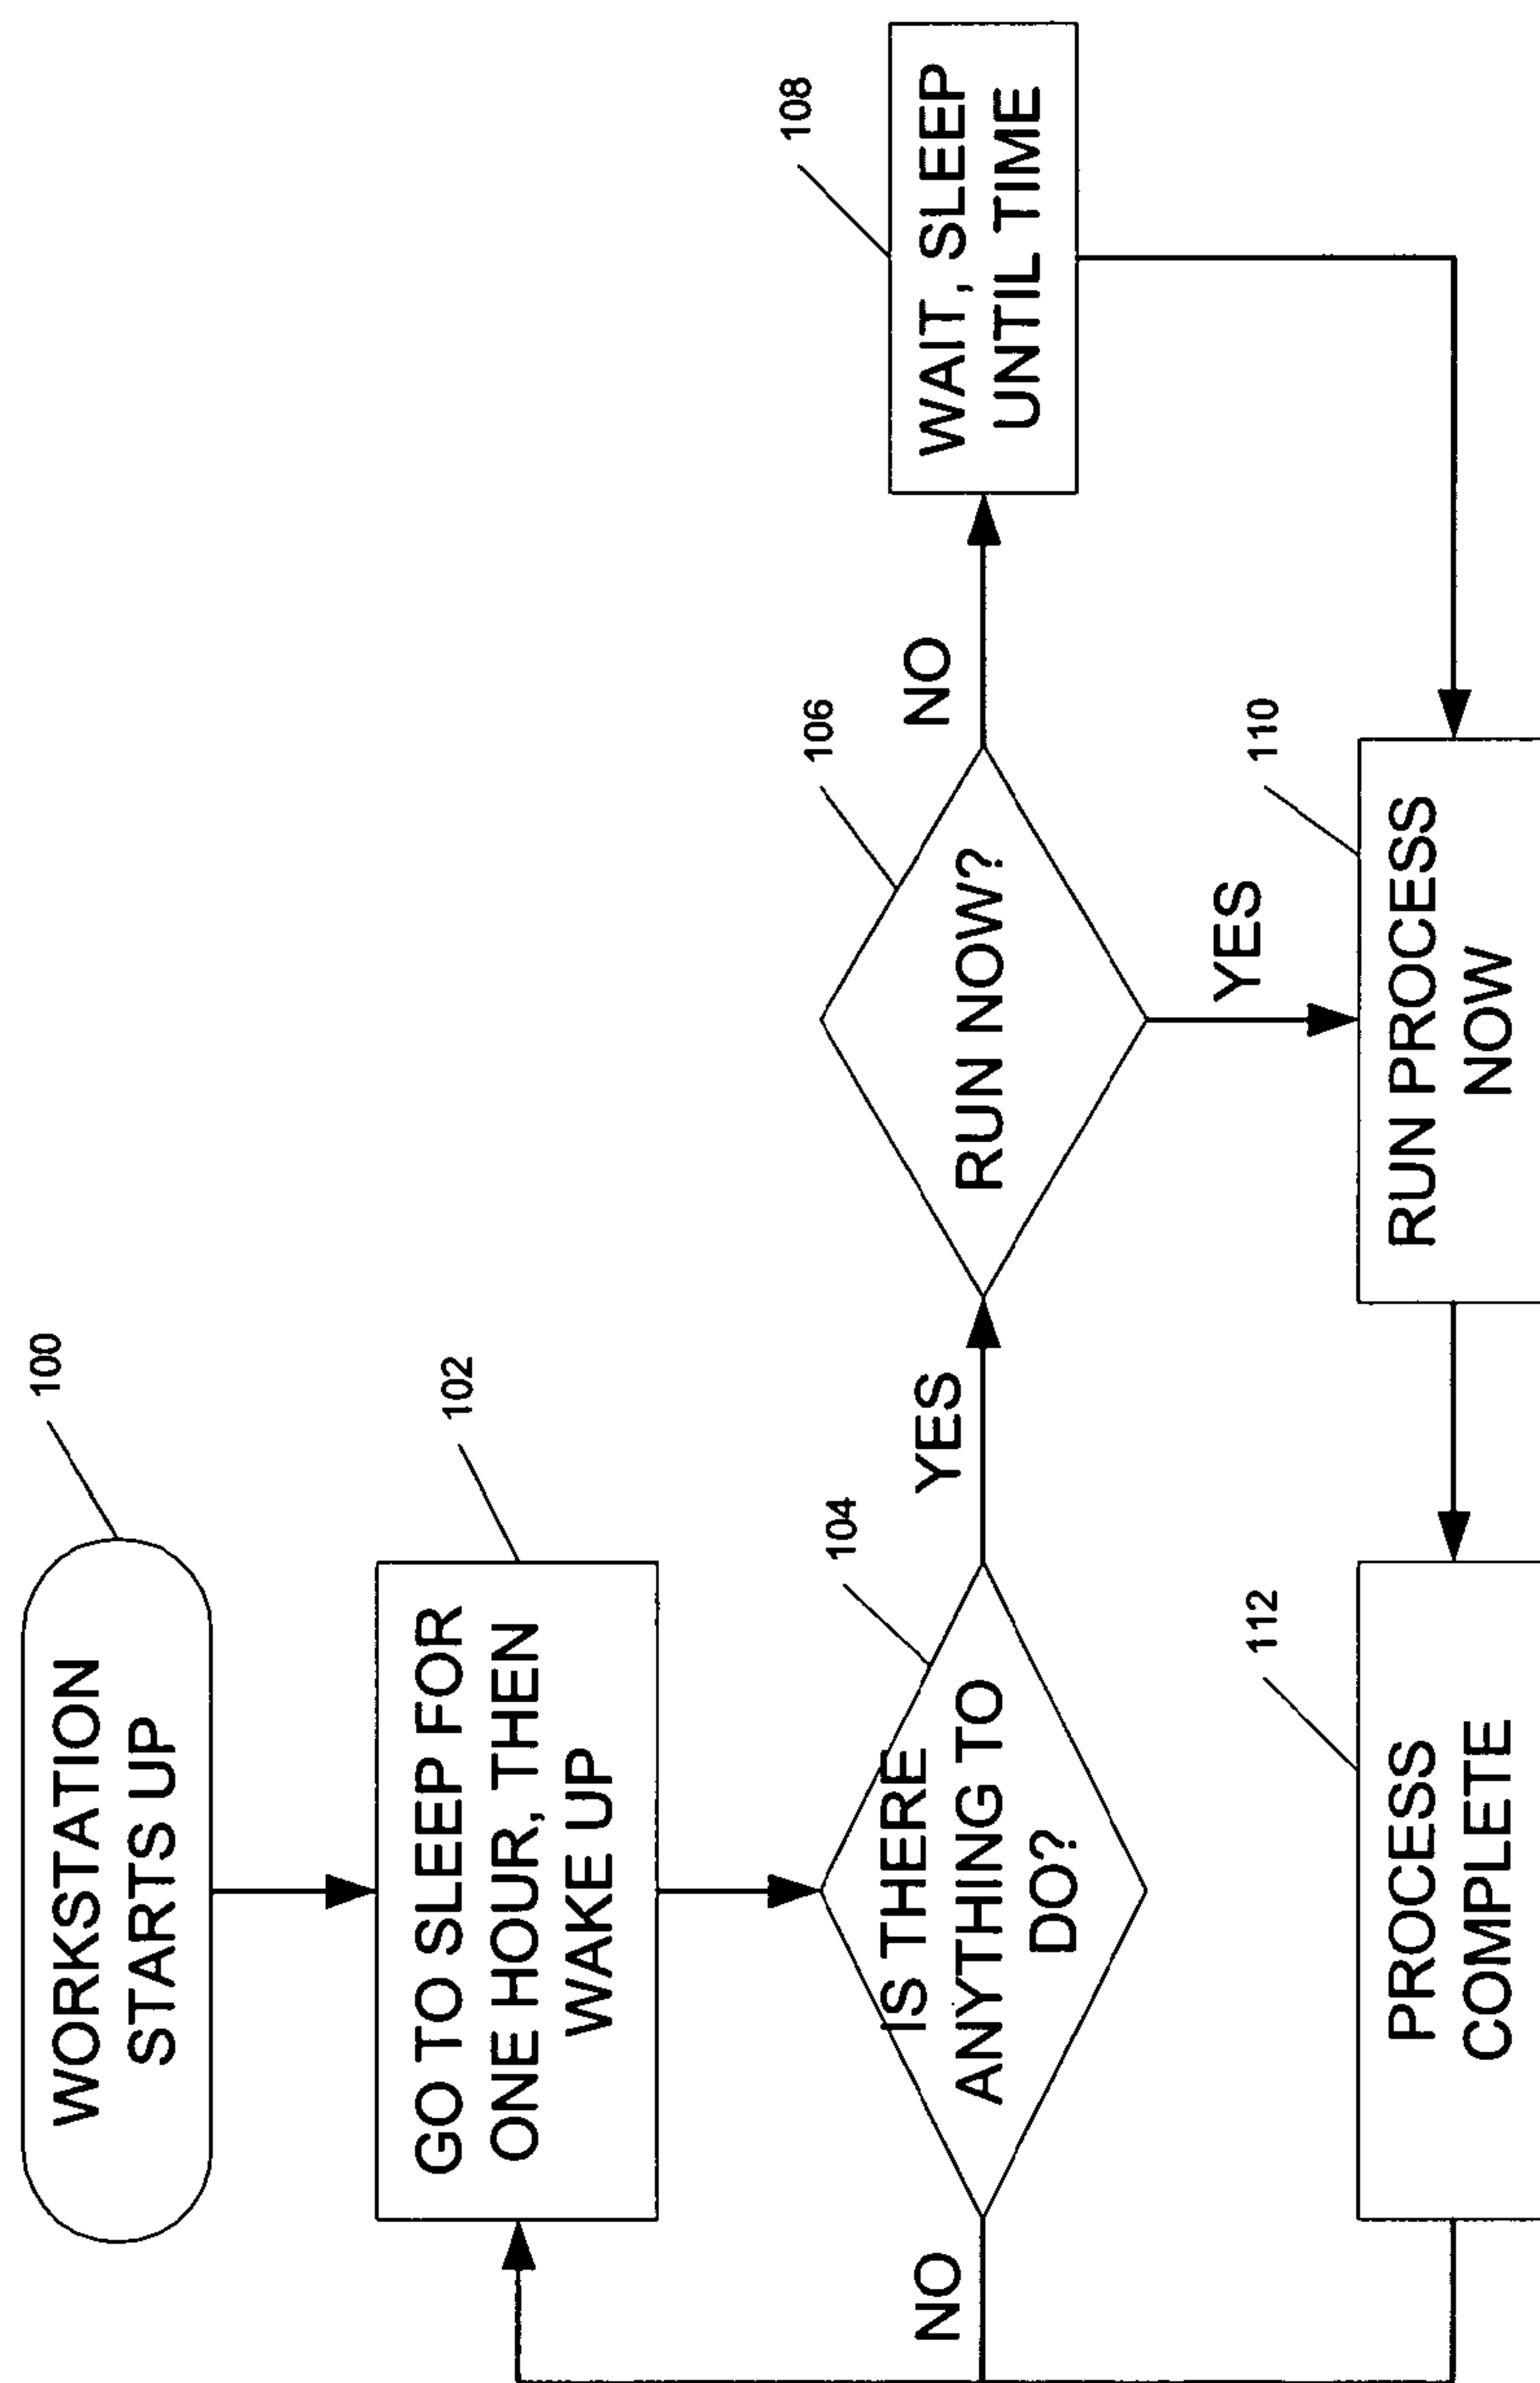 100
WORKSTATION
STARTS UP
102
GO TO SLEEP FOR
ONE HOUR, THEN
WAKE UP
104
IS THERE
ANYTHING TO
DO?
NO
YES
106
RUN NOW?
NO
108
WAIT, SLEEP
UNTIL TIME
YES
110
RUN PROCESS
NOW
112
PROCESS
COMPLETE